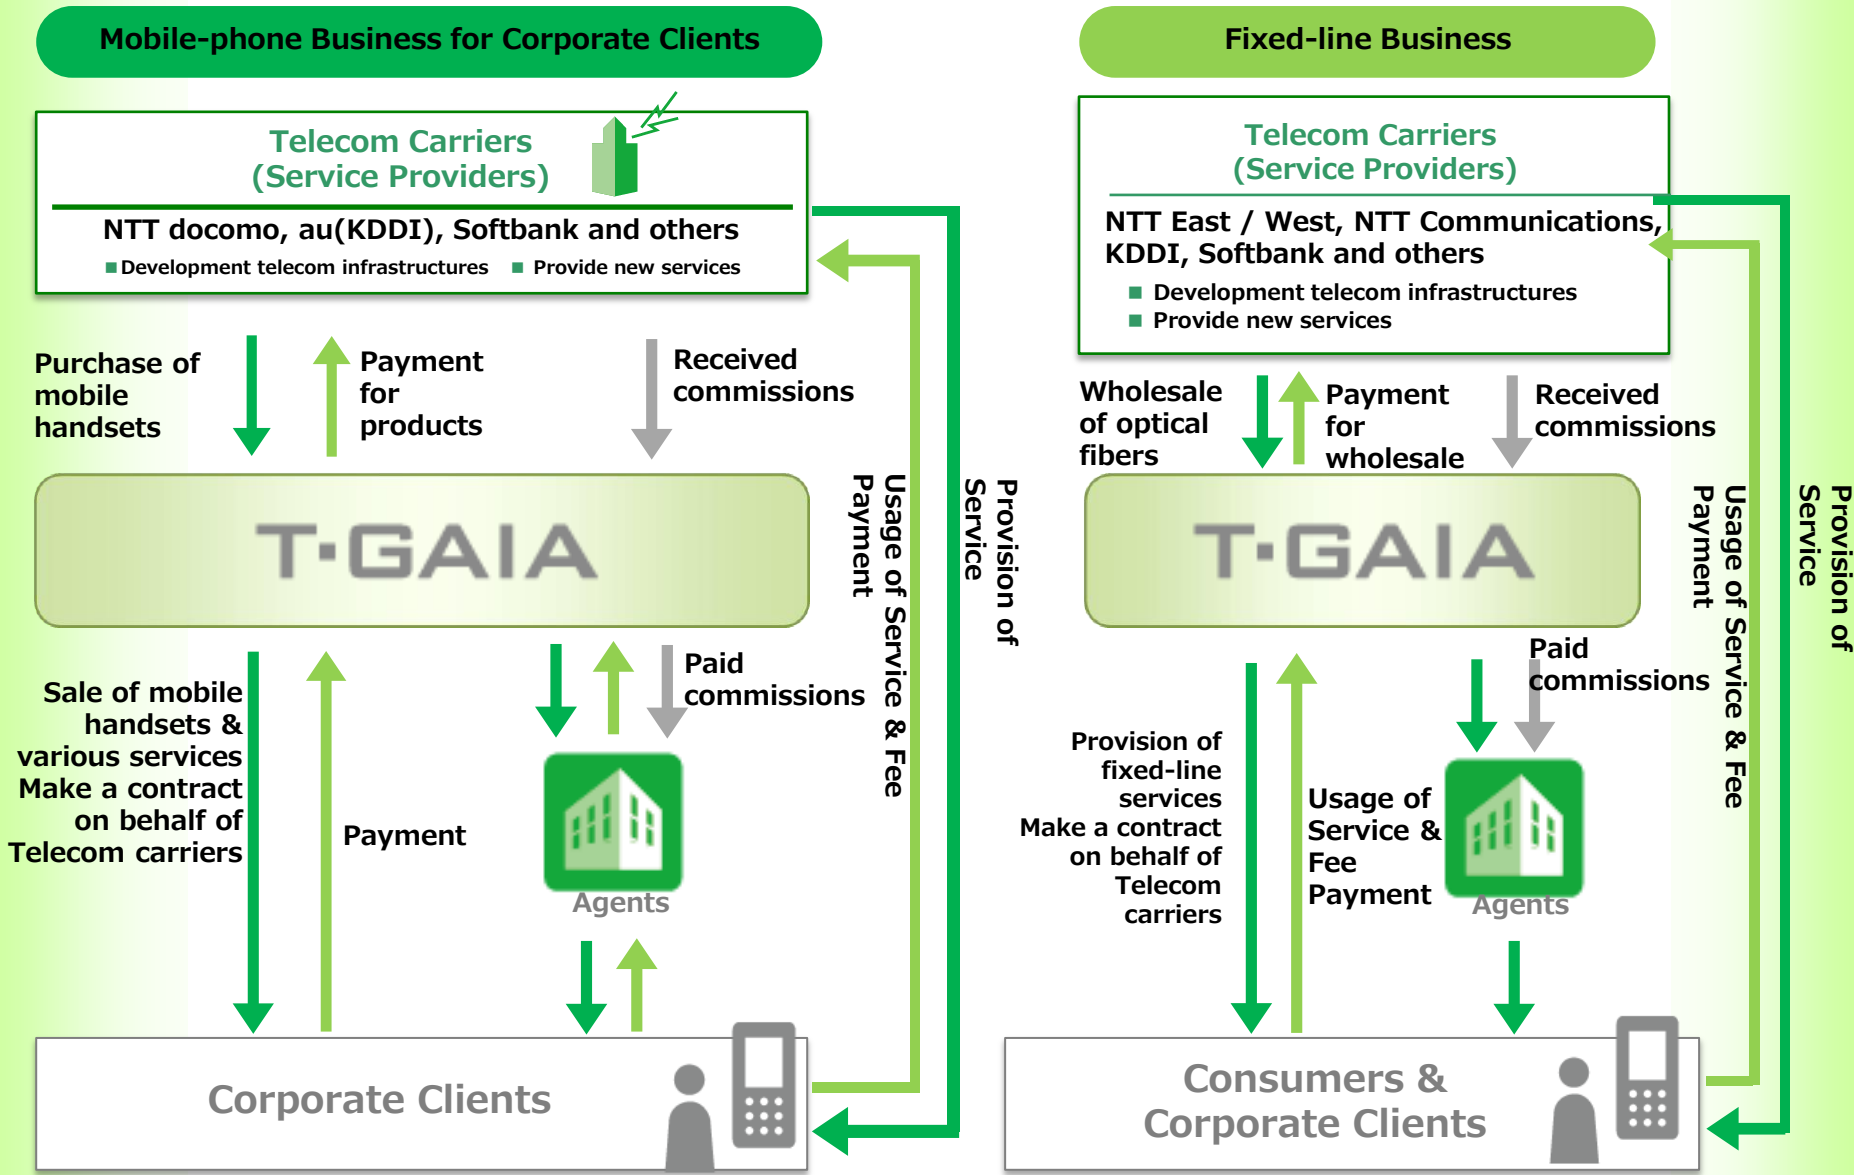 Mobile-phone Business for Corporate Clients
Telecom Carriers
(Service Providers)
NTT docomo, au(KDDI), Softbank and others
Development telecom infrastructures
Provide new services
Purchase of
mobile
handsets
Payment
for
products
Received
commissions
T·GAIA
Sale of mobile
handsets &
various services
Make a contract
on behalf of
Telecom carriers
Payment
Paid
commissions
Agents
Usage of Service & Fee
Payment
Provision of
Service
Corporate Clients
Fixed-line Business
Telecom Carriers
(Service Providers)
NTT East / West, NTT Communications,
KDDI, Softbank and others
Development telecom infrastructures
Provide new services
Wholesale
of optical
fibers
Payment
for
wholesale
Received
commissions
T·GAIA
Provision of
fixed-line
services
Make a contract
on behalf of
Telecom
carriers
Usage of
Service &
Fee
Payment
Paid
commissions
Agents
Usage of Service & Fee
Payment
Provision of
Service
Consumers &
Corporate Clients